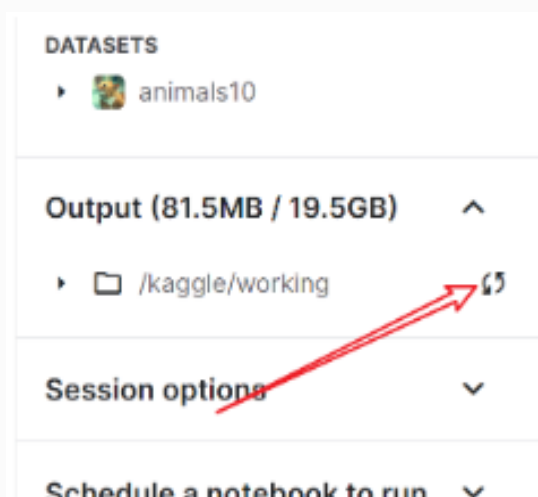 DATASETS
animals10
Output (81.5MB / 19.5GB)
/kaggle/working
Session options
Schedule a notebook to run